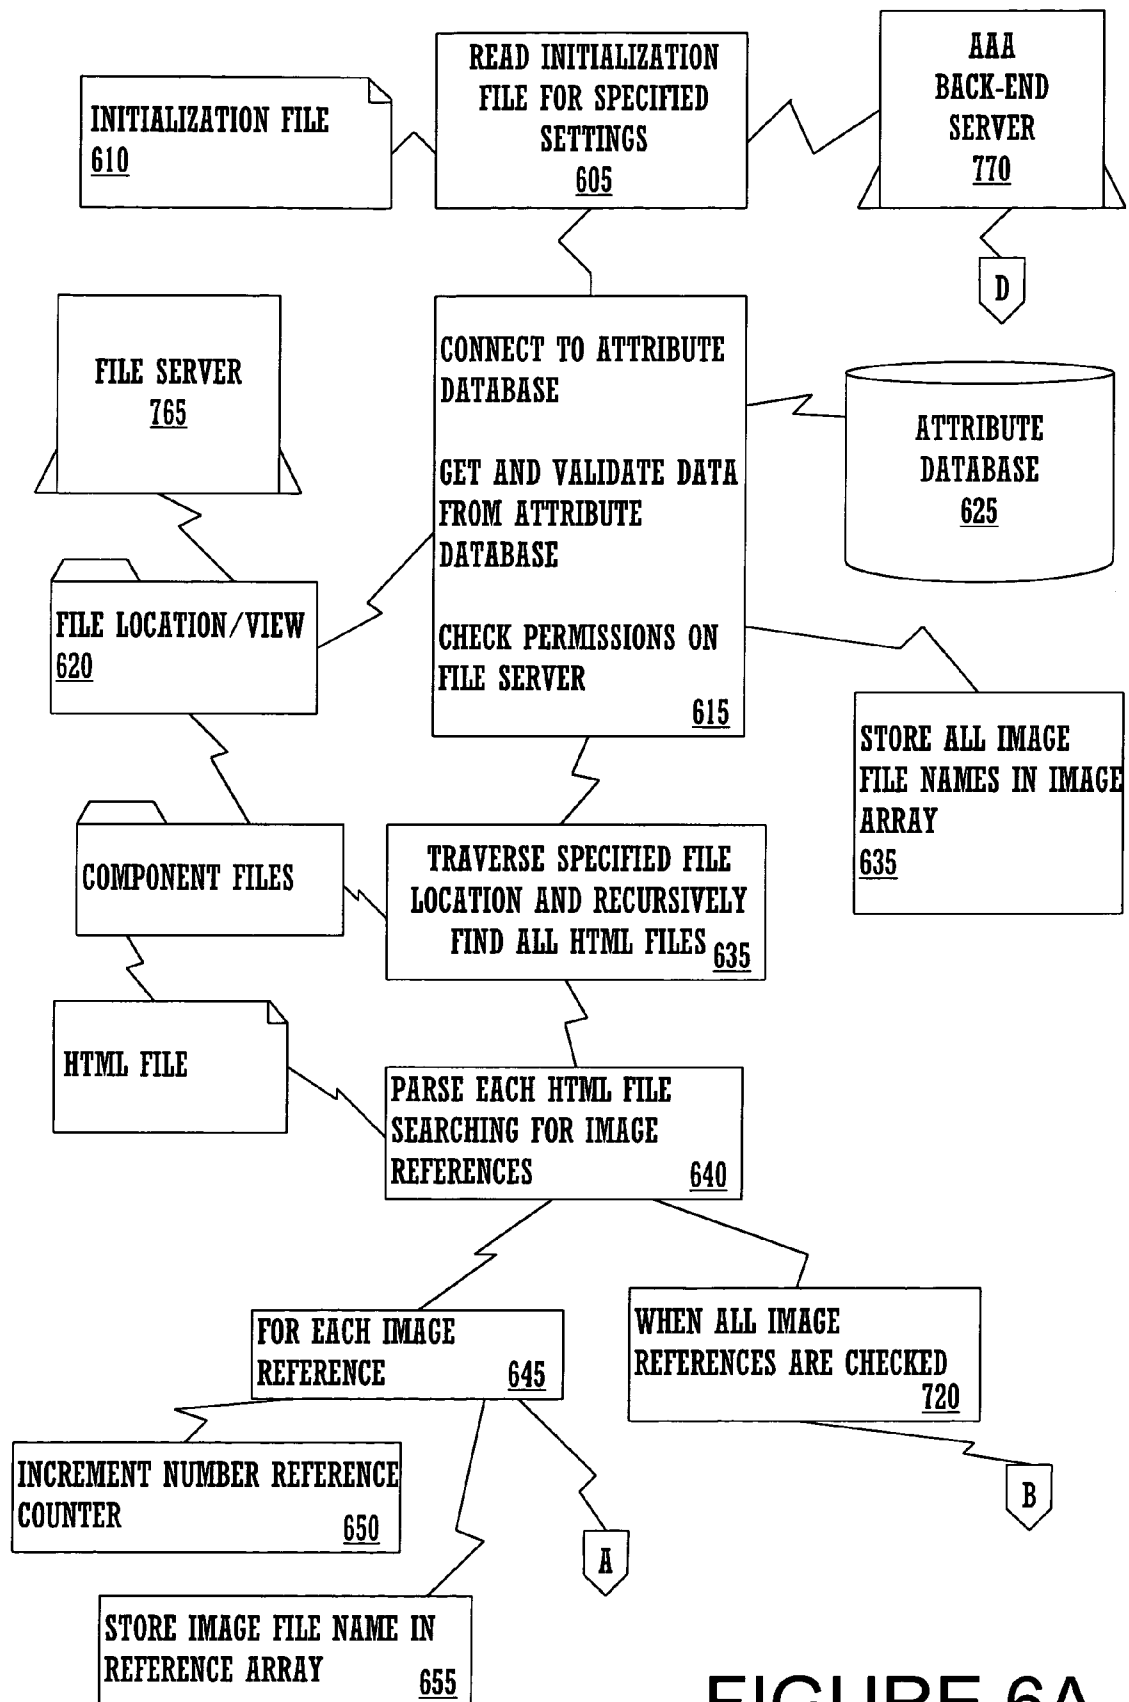 READ INITIALIZATION
FILE FOR SPECIFIED
SETTINGS
605
AAA
BACK-END
SERVER
770
INITIALIZATION FILE
610
D
FILE SERVER
765
CONNECT TO ATTRIBUTE
DATABASE
GET AND VALIDATE DATA
FROM ATTRIBUTE
DATABASE
CHECK PERMISSIONS ON
FILE SERVER
615
ATTRIBUTE
DATABASE
625
FILE LOCATION/VIEW
620
STORE ALL IMAGE
FILE NAMES IN IMAGE
ARRAY
635
COMPONENT FILES
TRAVERSE SPECIFIED FILE
LOCATION AND RECURSIVELY
FIND ALL HTML FILES 635
HTML FILE
PARSE EACH HTML FILE
SEARCHING FOR IMAGE
REFERENCES 640
FOR EACH IMAGE
REFERENCE 645
WHEN ALL IMAGE
REFERENCES ARE CHECKED
720
INCREMENT NUMBER REFERENCE
COUNTER 650
A
B
STORE IMAGE FILE NAME IN
REFERENCE ARRAY 655
FIGURE 6A